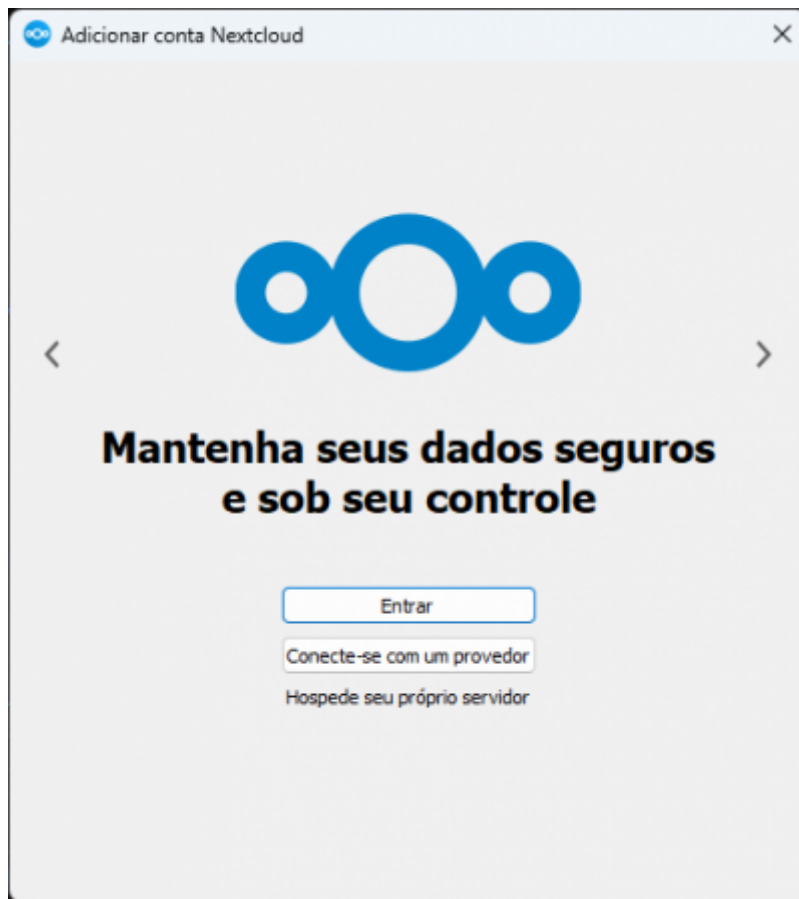 Adicionar conta Nextcloud
Mantenha seus dados seguros
e sob seu controle
Entrar
Conecte-se com um provedor
Hospede seu próprio servidor